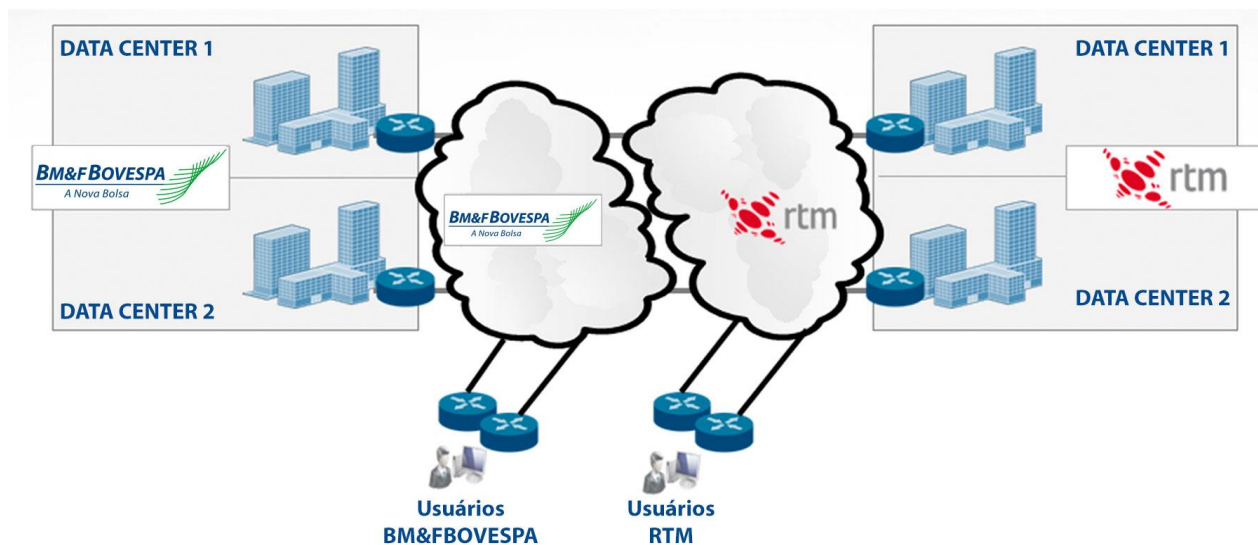 DATA CENTER 1
DATA CENTER 1
BM&FBOVESPA
A Nova Bolsa
rtm
BM&FBOVESPA
A Nova Bolsa
rtm
DATA CENTER 2
DATA CENTER 2
Usuários
BM&FBOVESPA
Usuários
RTM